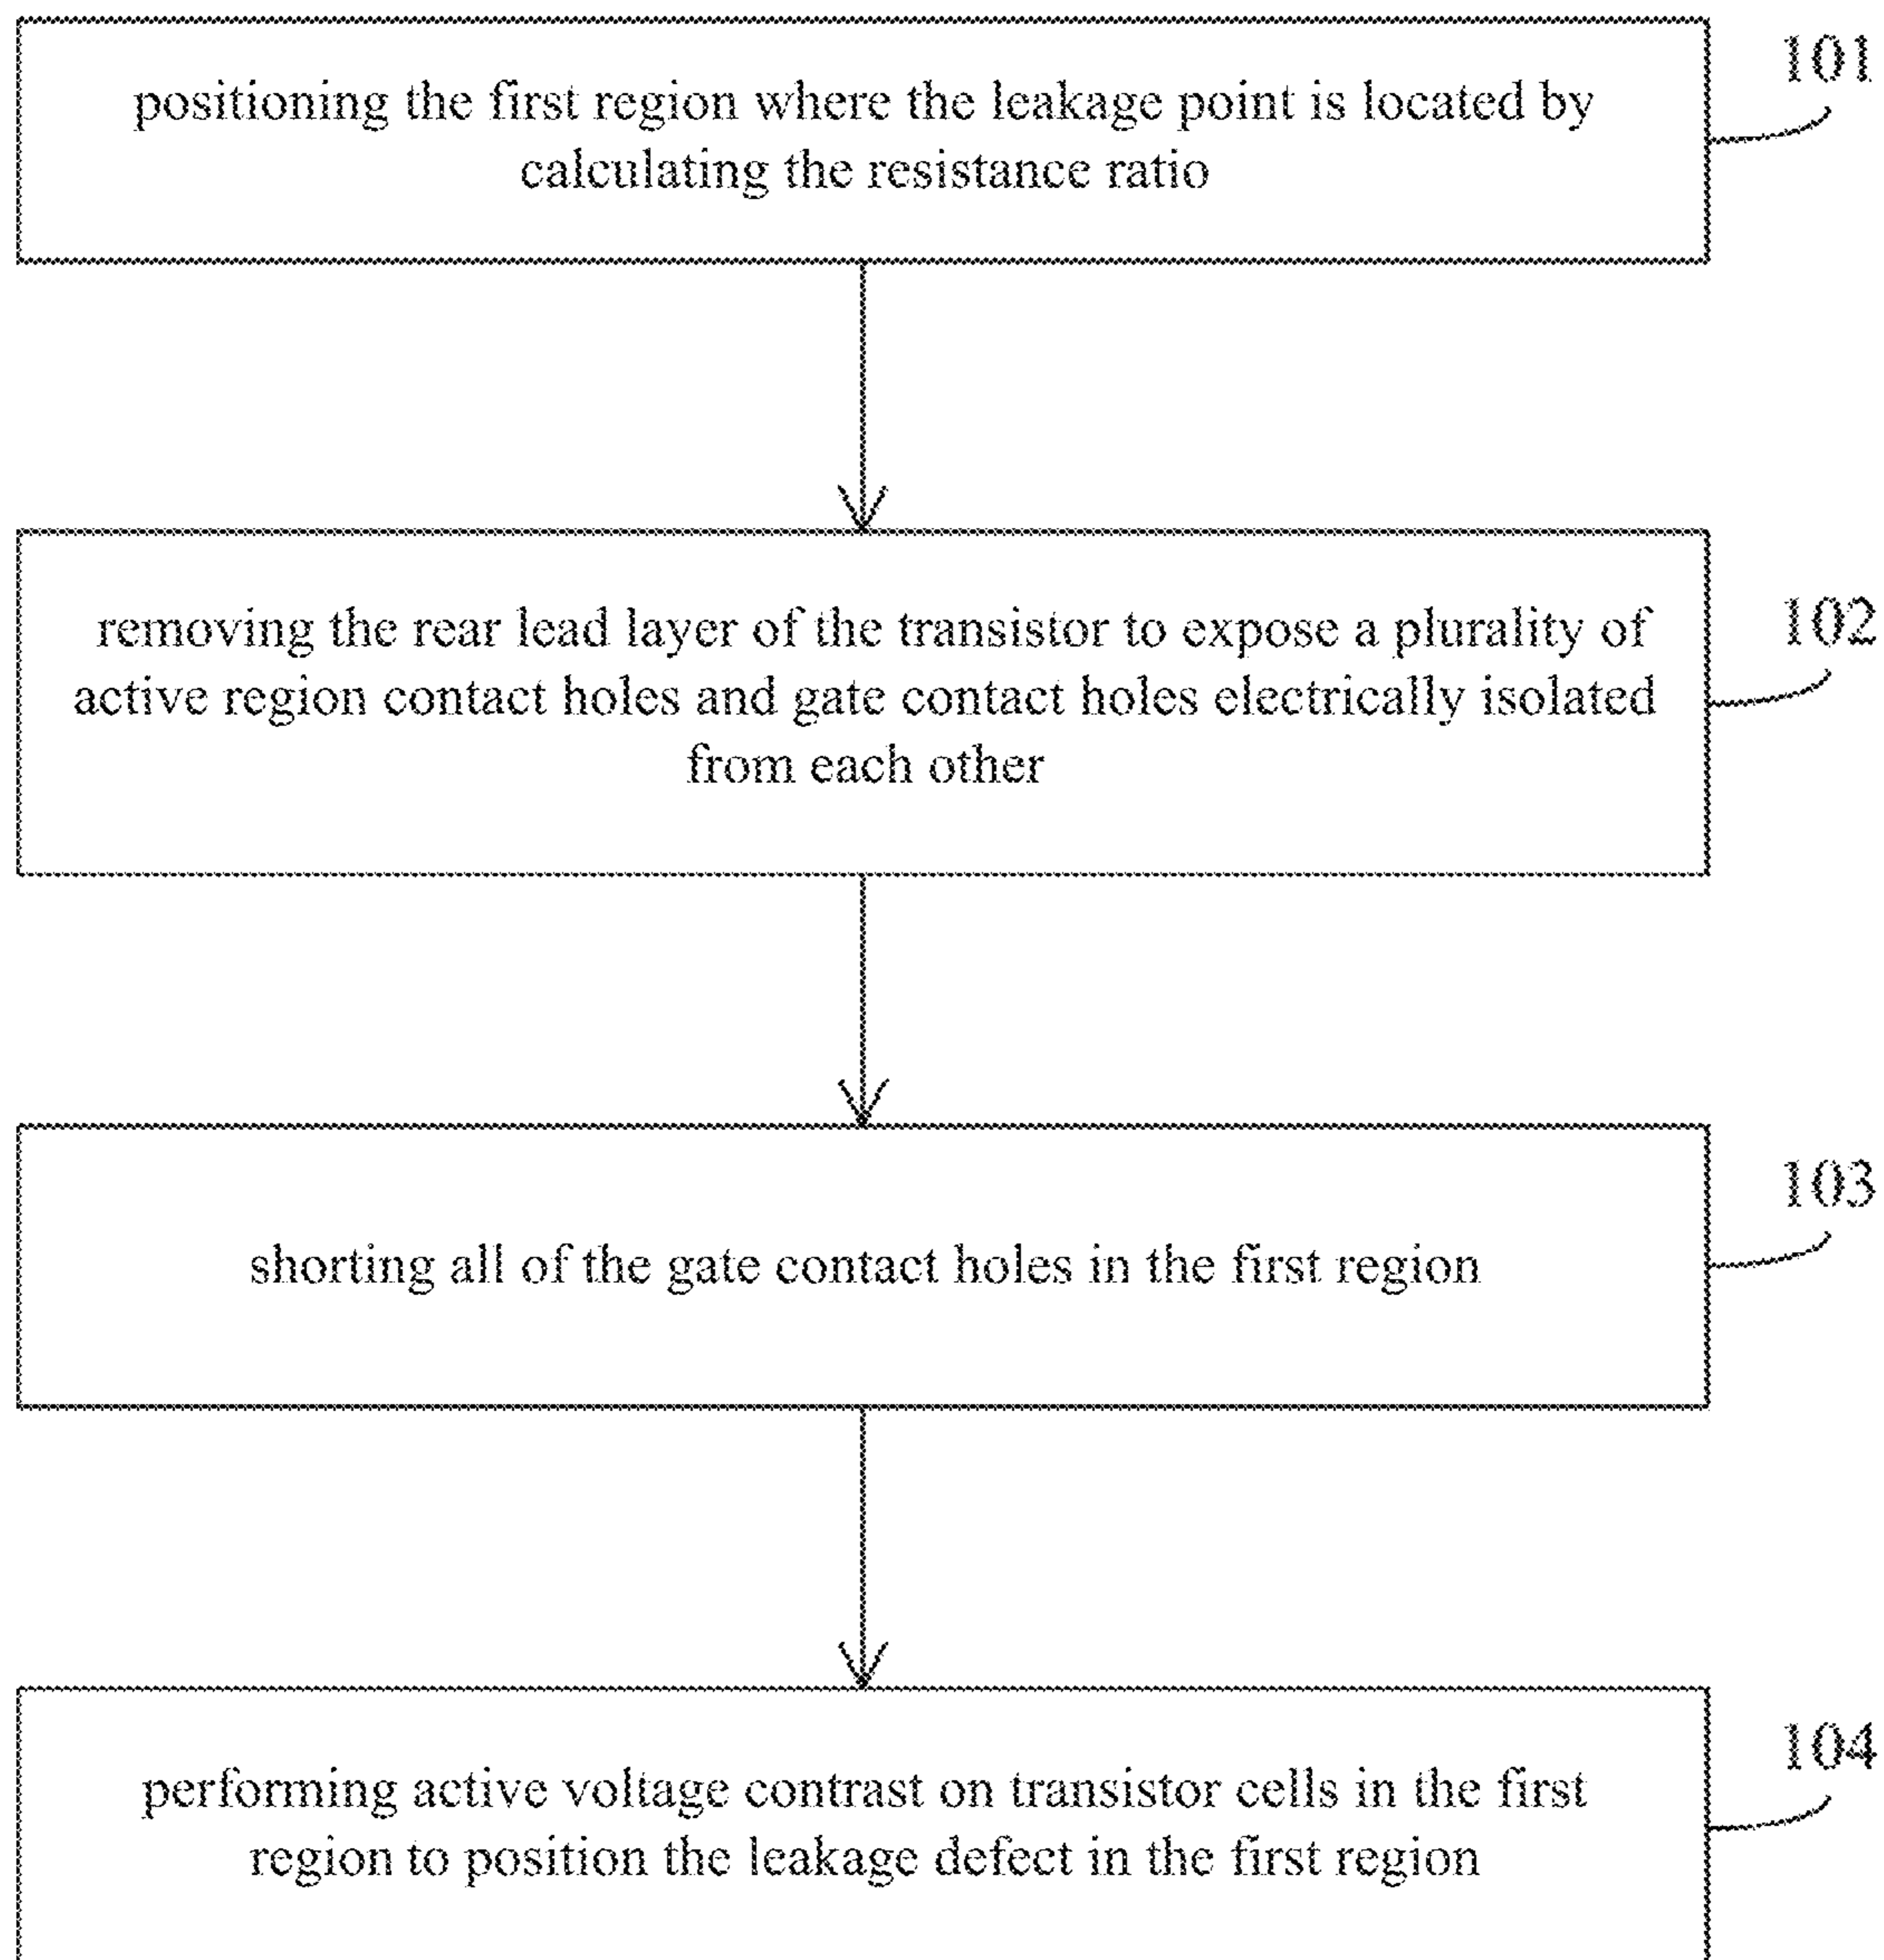 101
positioning the first region where the leakage point is located by
calculating the resistance ratio
102
removing the rear lead layer of the transistor to expose a plurality of
active region contact holes and gate contact holes electrically isolated
from each other
103
shorting all of the gate contact holes in the first region
104
performing active voltage contrast on transistor cells in the first
region to position the leakage defect in the first region